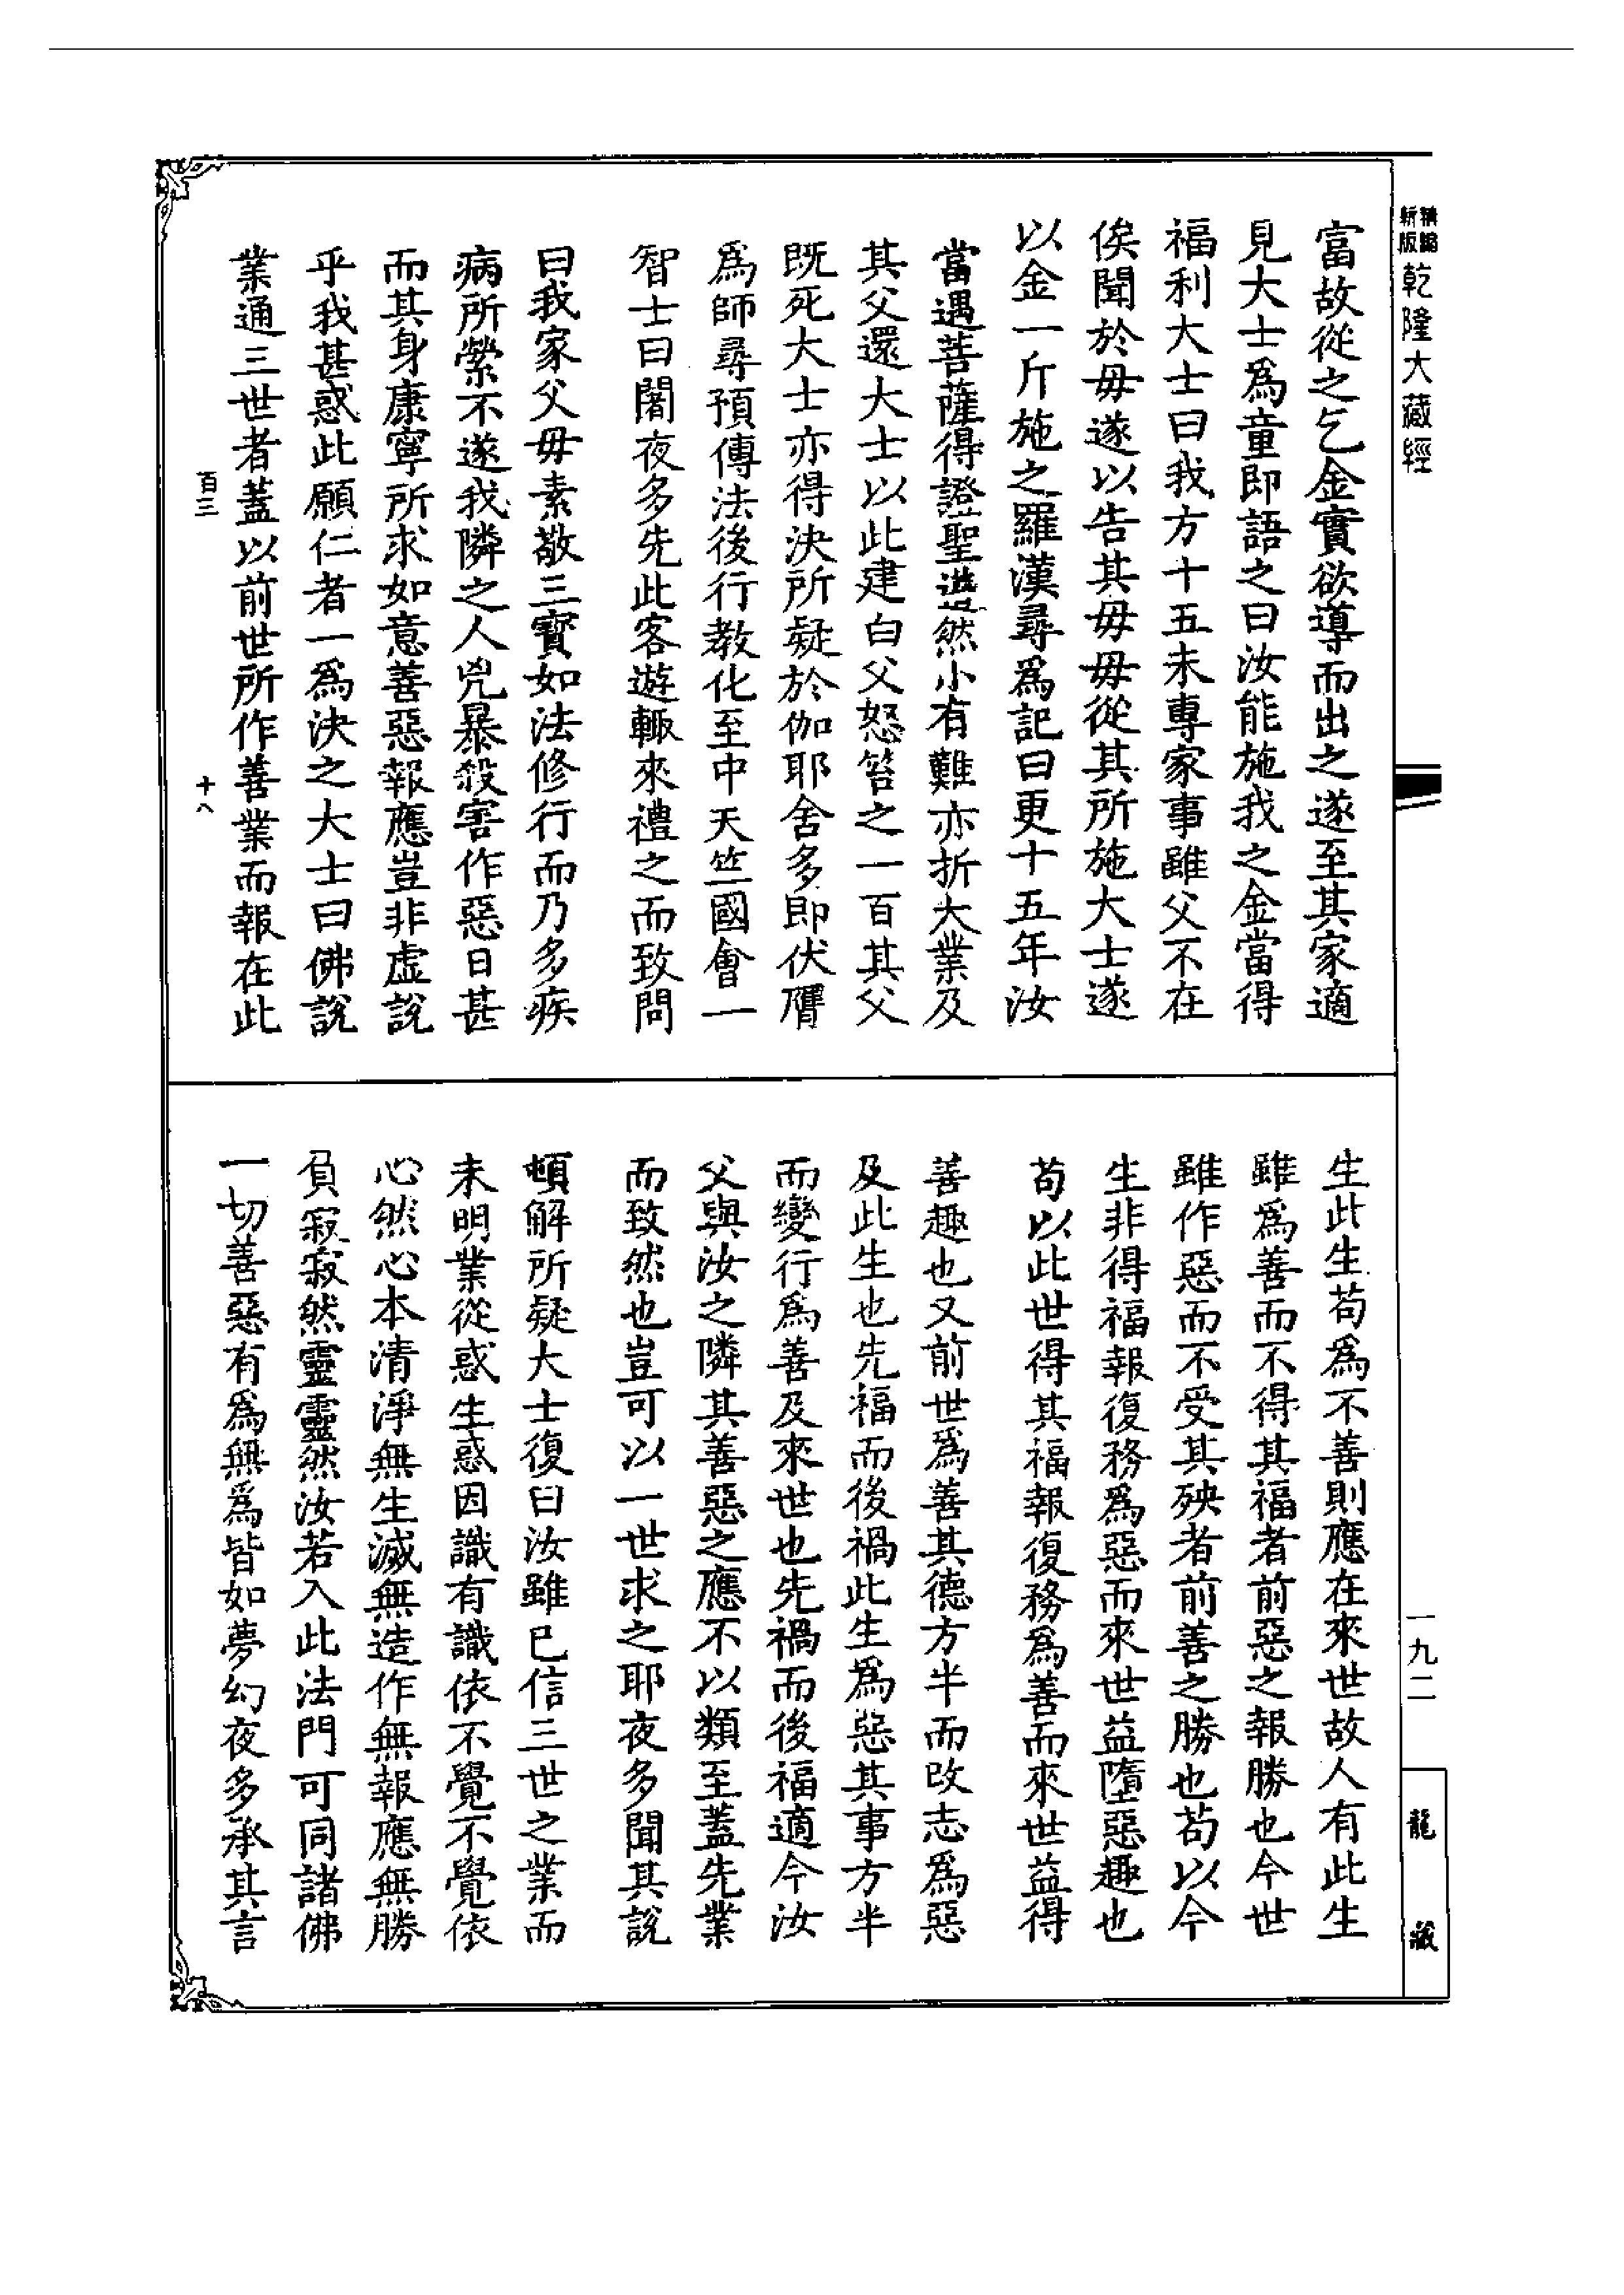 精縮新版乾隆大藏經
富故從之乞金實欲導而出之遂至其家適
見大士爲童即語之曰汝能施我之金當得
福利大士曰我方十五未專家事雖父不在
俟聞於毋遂以告其毋毋從其所施大士遂
以金一斤施之羅漢尋爲記曰更十五年汝
當遇菩薩得證聖道然小有難亦折大業及
其父還大士以此建白父怒笞之一百其父
既死大士亦得決所疑於伽耶舍多即伏膺
爲師尋預傳法後行教化至中天竺國會一
智士曰闍夜多先此客遊輙來禮之而致問
曰我家父毋素敬三寳如法修行而乃多疾
病所縈不遂我隣之人兇暴殺害作惡日甚
而其身康寧所求如意善惡報應豈非虛說
乎我甚惑此願仁者一爲決之大士曰佛說
業通三世者葢以前世所作善業而報在此
百三 十八
生此生苟爲不善則應在來世故人有此生
雖爲善而不得其福者前惡之報勝也今世
雖作惡而不受其殃者前善之勝也苟以今
生非得福報復務爲惡而來世益墮惡趣也
苟以此世得其福報復務爲善而來世益得
善趣也又前世爲善其德方半而改志爲惡
及此生也先福而後禍此生爲惡其事方半
而變行爲善及來世也先禍而後福適今汝
父與汝之隣其善惡之應不以類至葢先業
而致然也豈可以一世求之耶夜多聞其說
頓解所疑大士復曰汝雖巳信三世之業而
未明業從惑生惑因識有識依不覺不覺依
心然心本清淨無生滅無造作無報應無勝
負寂寂然靈靈然汝若入此法門可同諸佛
一切善惡有爲無爲皆如夢幻夜多承其言
一九二
龍藏